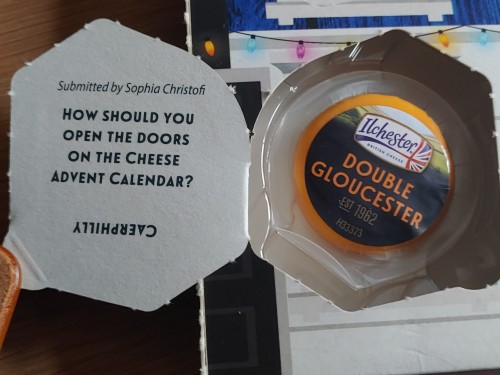 Submitted by Sophia Christofi
HOW SHOULD YOU
OPEN THE DOORS
ON THE CHEESE
ADVENT CALENDAR?
CAERPHILLY
Ilchester
BRITISH CHEESE
DOUBLE
GLOUCESTER
EST 1962
H33373